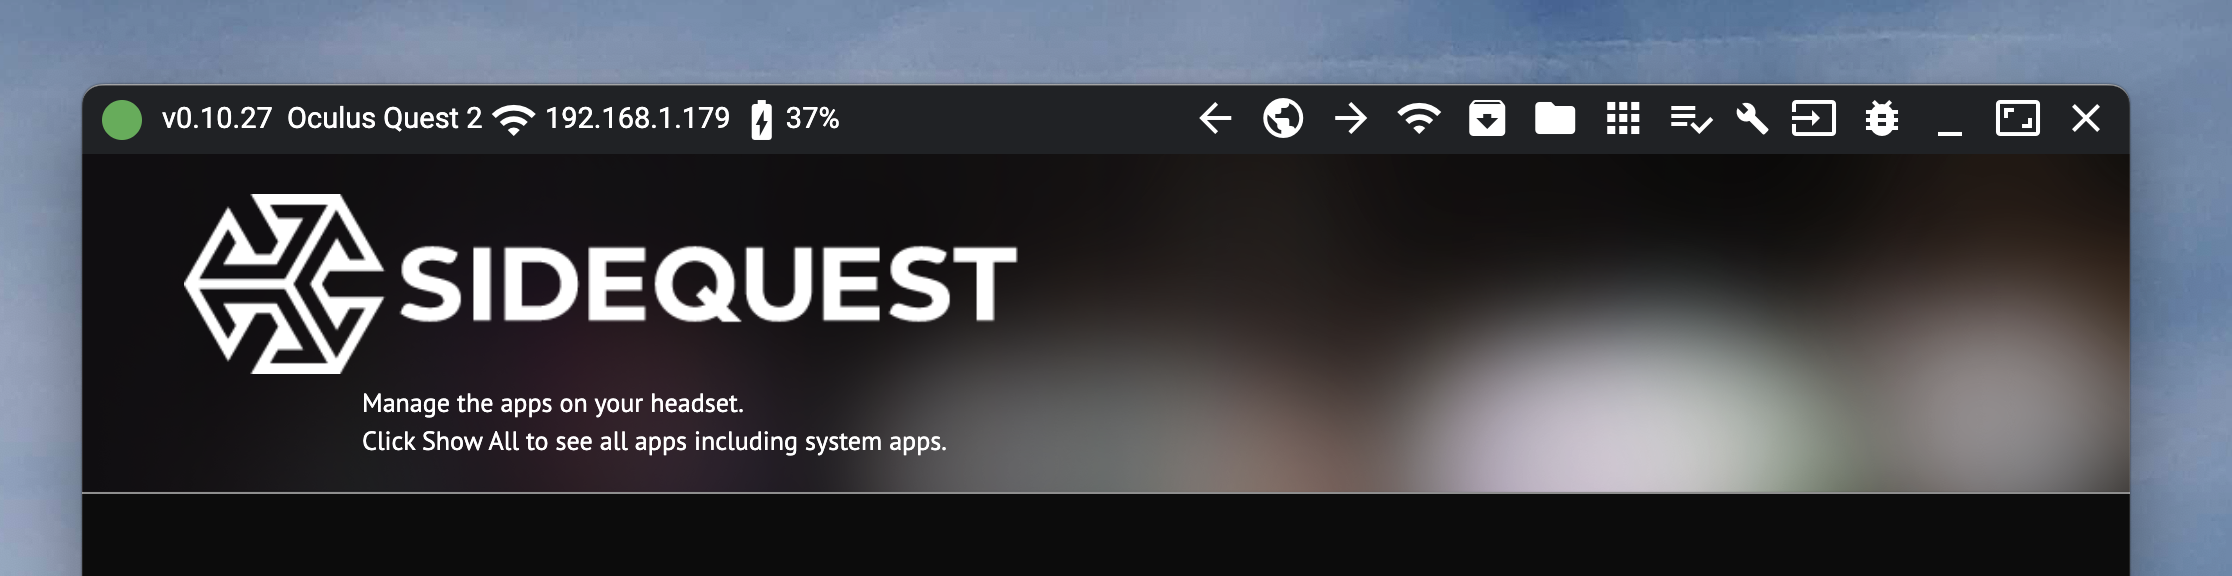 v0.10.27 Oculus Quest 2 192.168.1.179 37%
SIDEQUEST
Manage the apps on your headset.
Click Show All to see all apps including system apps.